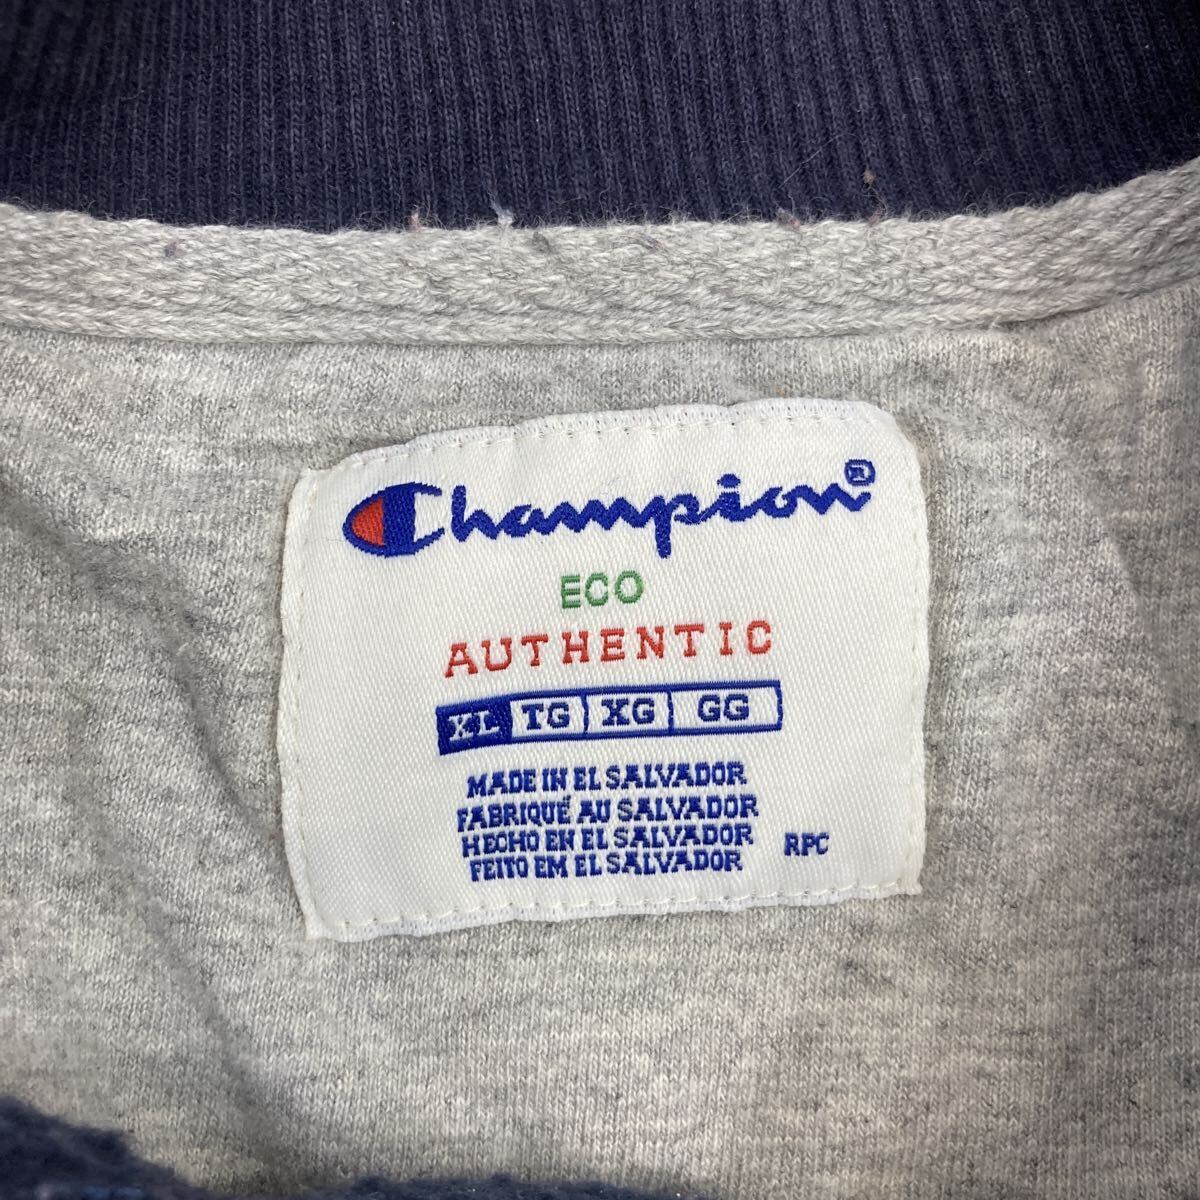 Champion®
ECO
AUTHENTIC
XL TG XG GG
MADE IN EL SALVADOR
FABRIQUÉ AU SALVADOR
HECHO EN EL SALVADOR
FEITO EM EL SALVADOR
RPC